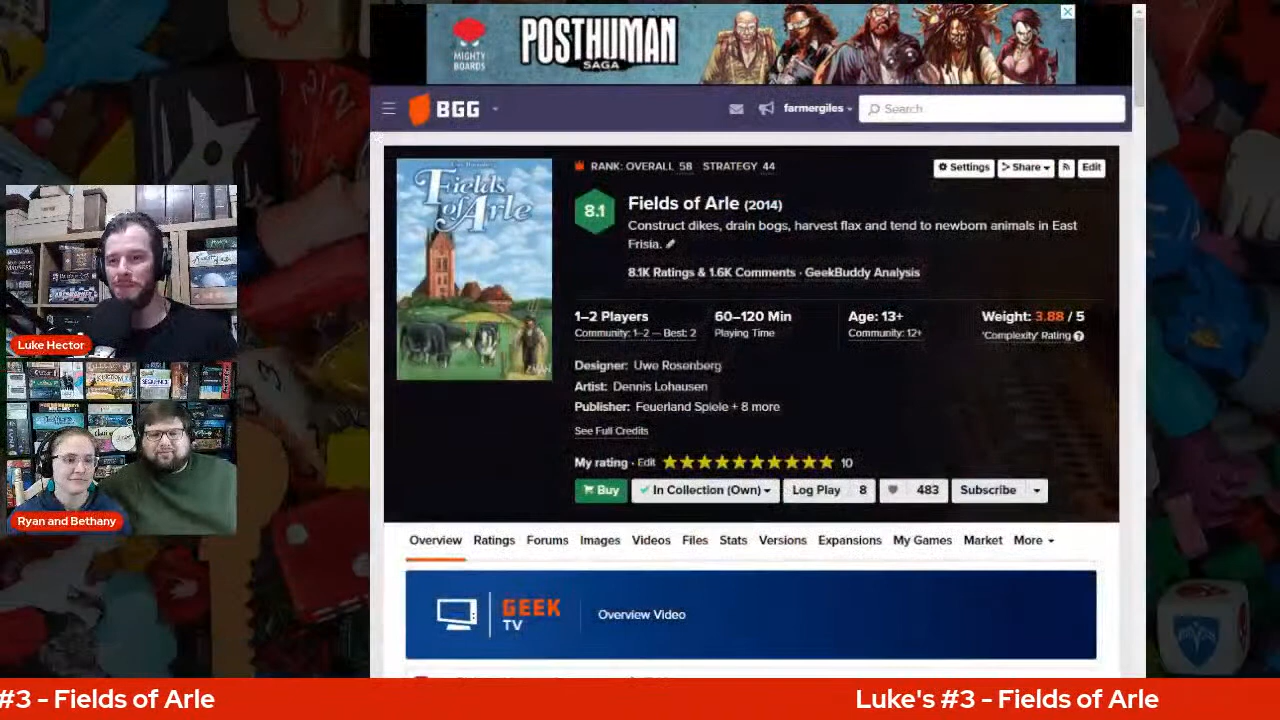 MIGHTY
BOARDS
POSTHUMAN
SAGA
BGG
farmergiles
Search
Fields
of Arle
RANK: OVERALL 58 STRATEGY 44
Settings
Share
Edit
8.1
Fields of Arle (2014)
Construct dikes, drain bogs, harvest flax and tend to newborn animals in East
Frisia.
8.1K Ratings & 1.6K Comments · GeekBuddy Analysis
1–2 Players
60–120 Min
Age: 13+
Weight: 3.88 / 5
Community: 1–2 — Best: 2
Playing Time
Community: 12+
'Complexity' Rating
Designer: Uwe Rosenberg
Artist: Dennis Lohausen
Publisher: Feuerland Spiele + 8 more
See Full Credits
My rating · Edit
10
Buy
In Collection (Own)
Log Play
8
483
Subscribe
Overview Ratings Forums Images Videos Files Stats Versions Expansions My Games Market More
GEEK
TV
Overview Video
Luke Hector
SEQUENCE
Ryan and Bethany
#3 - Fields of Arle
Luke's #3 - Fields of Arle